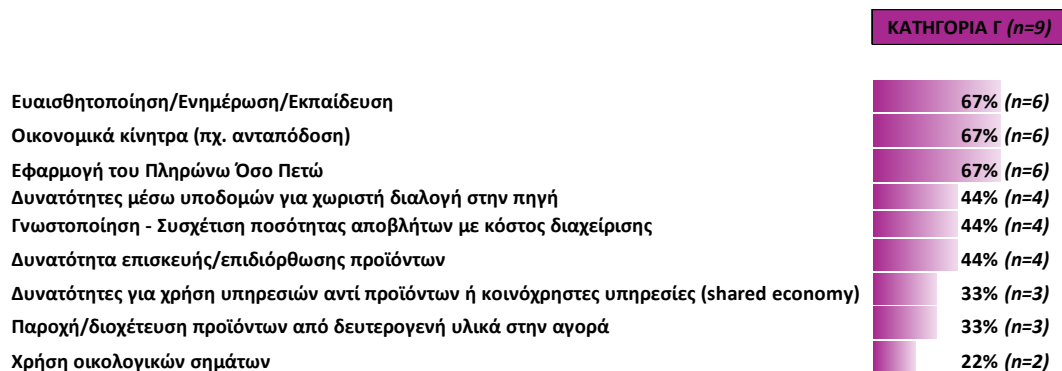 ΚΑΤΗΓΟΡΙΑ Γ (n=9)
Ευαισθητοποίηση/Ενημέρωση/Εκπαίδευση 67% (n=6)
Οικονομικά κίνητρα (πχ. ανταπόδοση) 67% (n=6)
Εφαρμογή του Πληρώνω Όσο Πετώ 67% (n=6)
Δυνατότητες μέσω υποδομών για χωριστή διαλογή στην πηγή 44% (n=4)
Γνωστοποίηση - Συσχέτιση ποσότητας αποβλήτων με κόστος διαχείρισης 44% (n=4)
Δυνατότητα επισκευής/επιδιόρθωσης προϊόντων 44% (n=4)
Δυνατότητες για χρήση υπηρεσιών αντί προϊόντων ή κοινόχρηστες υπηρεσίες (shared economy) 33% (n=3)
Παροχή/διοχέτευση προϊόντων από δευτερογενή υλικά στην αγορά 33% (n=3)
Χρήση οικολογικών σημάτων 22% (n=2)